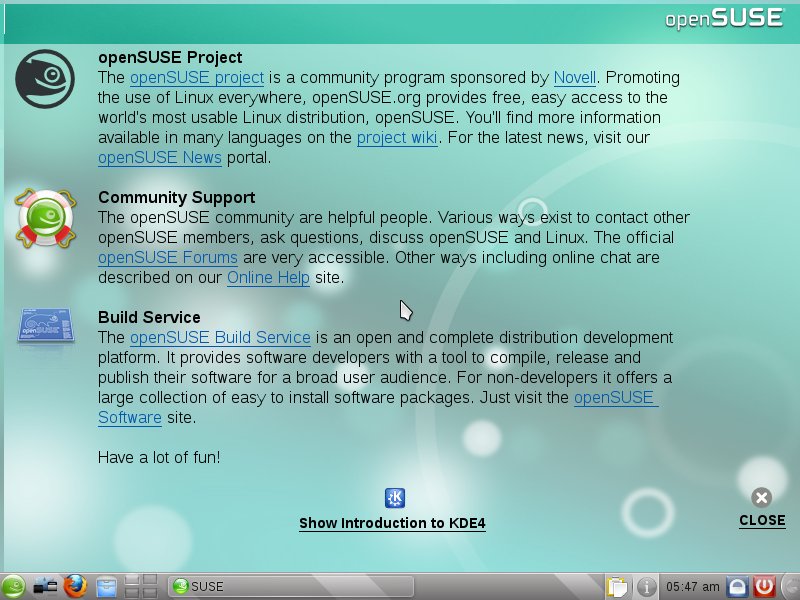 openSUSE
openSUSE Project
The openSUSE project is a community program sponsored by Novell. Promoting
the use of Linux everywhere, openSUSE.org provides free, easy access to the
world's most usable Linux distribution, openSUSE. You'll find more information
available in many languages on the project wiki. For the latest news, visit our
openSUSE News portal.
Community Support
The openSUSE community are helpful people. Various ways exist to contact other
openSUSE members, ask questions, discuss openSUSE and Linux. The official
openSUSE Forums are very accessible. Other ways including online chat are
described on our Online Help site.
openSUSE
Build Service
The openSUSE Build Service is an open and complete distribution development
platform. It provides software developers with a tool to compile, release and
publish their software for a broad user audience. For non-developers it offers a
large collection of easy to install software packages. Just visit the openSUSE
Software site.
Have a lot of fun!
Show Introduction to KDE4
CLOSE
SUSE
05:47 am